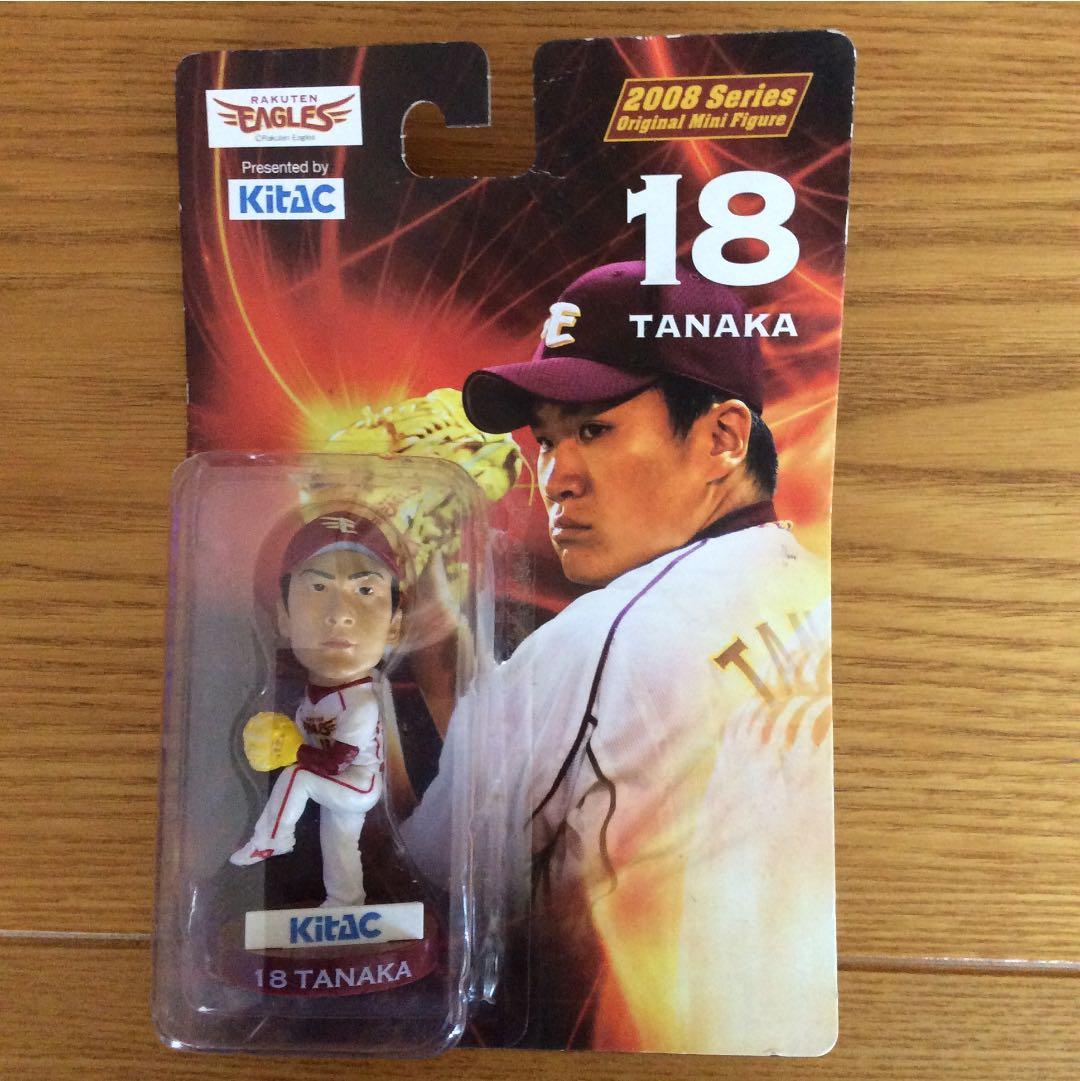 RAKUTEN
EAGLES
©Rakuten Eagles
Presented by
KitAC
2008 Series
Original Mini Figure
18
TANAKA
E
E
KitAC
18 TANAKA